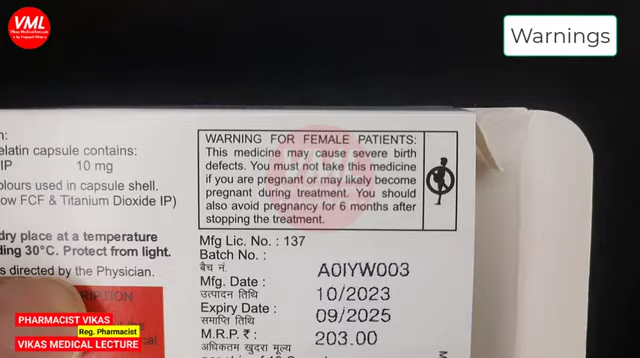 VML
Vikas Medical Lecture
Warnings
elatin capsule contains:
IP 10 mg
olours used in capsule shell.
ow FCF & Titanium Dioxide IP)
dry place at a temperature
ding 30°C. Protect from light.
s directed by the Physician.
WARNING FOR FEMALE PATIENTS:
This medicine may cause severe birth
defects. You must not take this medicine
if you are pregnant or may likely become
pregnant during treatment. You should
also avoid pregnancy for 6 months after
stopping the treatment.
VML
Mfg Lic. No. : 137
Batch No. :
बैच नं. A0IYW003
Mfg. Date :
उत्पादन तिथि 10/2023
Expiry Date :
समाप्ति तिथि 09/2025
M.R.P. ₹ : 203.00
अधिकतम खुदरा मूल्य
PHARMACIST VIKAS
Reg. Pharmacist
VIKAS MEDICAL LECTURE